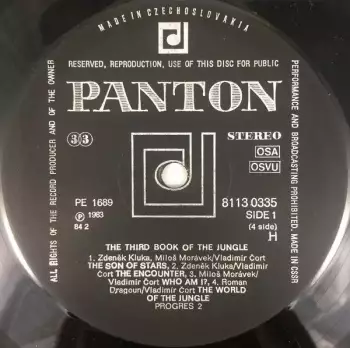 MADE IN CZECHOSLOVAKIA
RESERVED, REPRODUCTION, USE OF THIS DISC FOR PUBLIC
PERFORMANCE AND BROADCASTING PROHIBITED, MADE IN CSSR
ALL RIGHTS OF THE RECORD PRODUCER AND OF THE OWNER
PANTON
33
STEREO
OSA
OSVU
PE 1689
8113 0335
Ⓟ 1983
SIDE 1
84 2
(4 side)
H
THE THIRD BOOK OF THE JUNGLE
1. Zdeněk Kluka, Miloš Morávek/Vladimír Čort
THE SON OF STARS, 2. Zdeněk Kluka/Vladimír
Čort THE ENCOUNTER, 3. Miloš Morávek/
Vladimír Čort WHO AM I?, 4. Roman
Dragoun/Vladimír Čort THE WORLD
OF THE JUNGLE
PROGRES 2